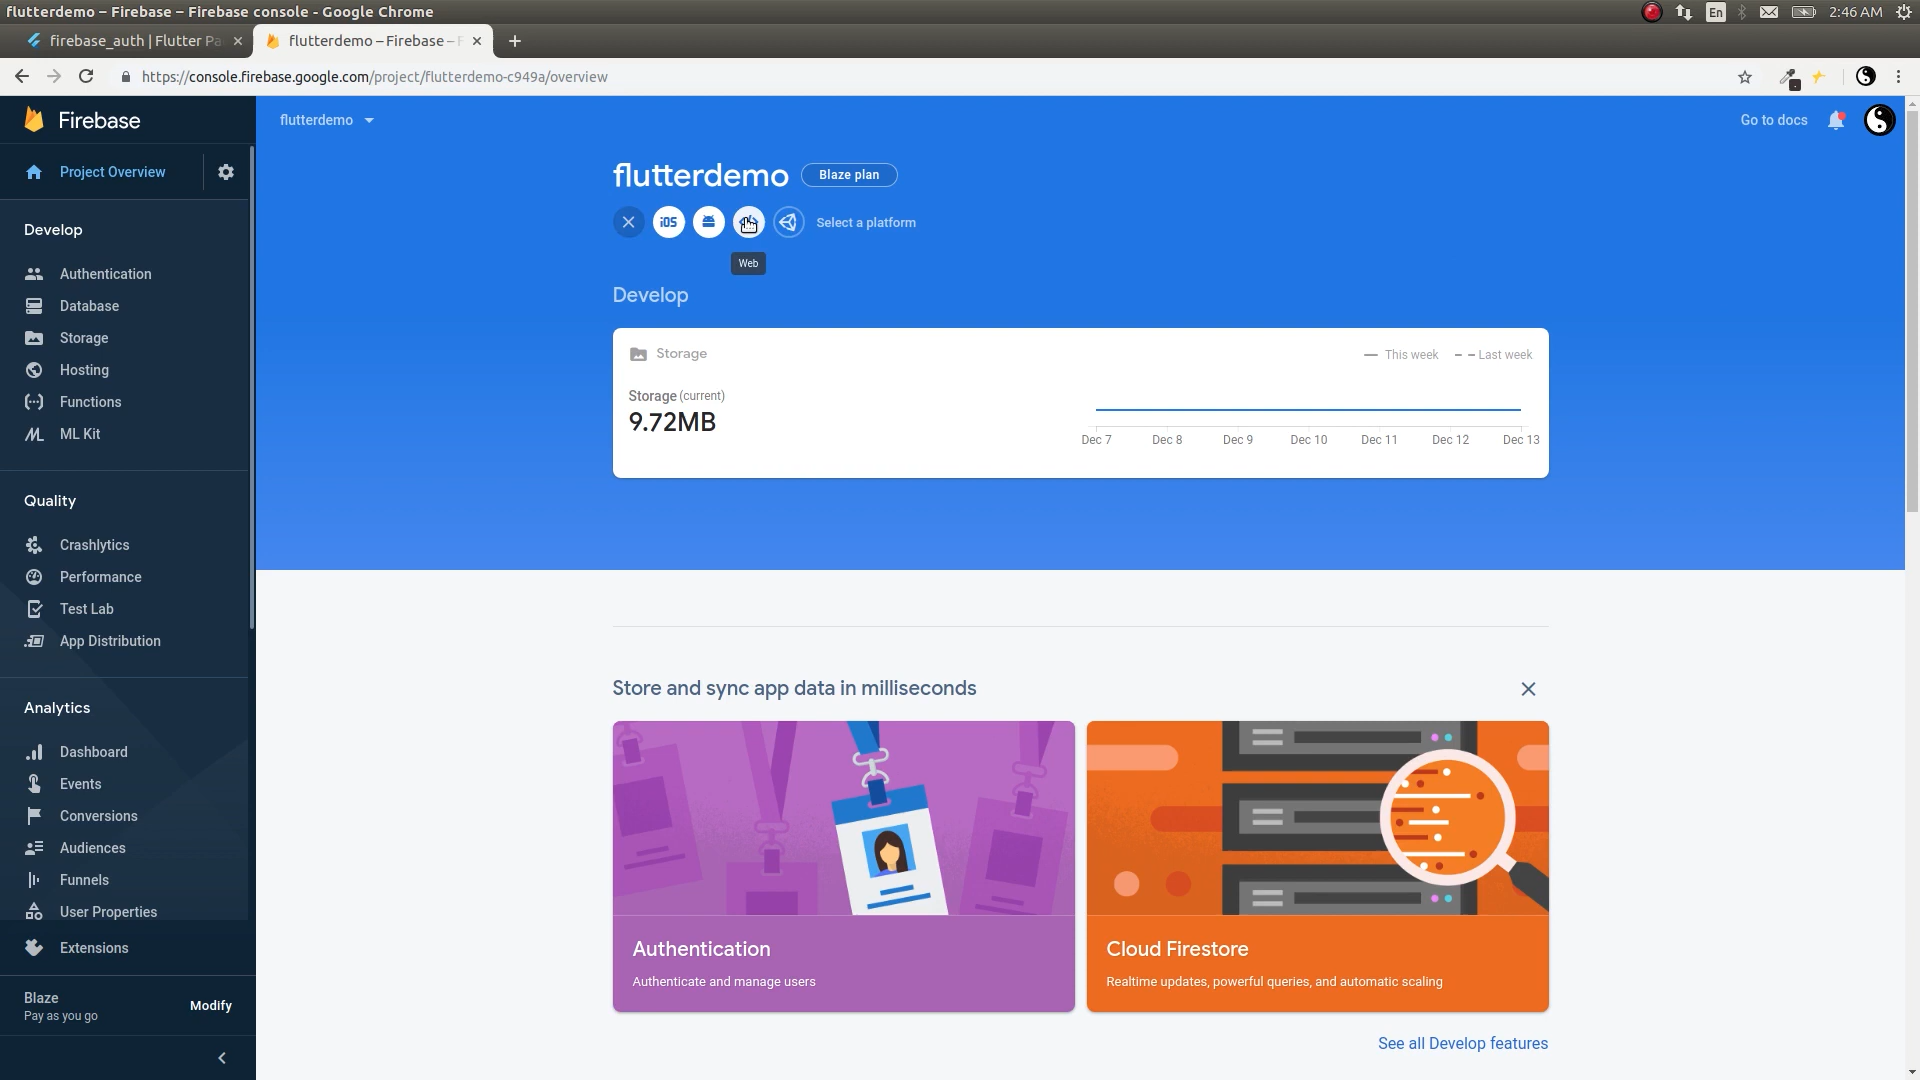 flutterdemo – Firebase – Firebase console - Google Chrome
En
2:46 AM
firebase_auth | Flutter Pa
flutterdemo – Firebase – F
https://console.firebase.google.com/project/flutterdemo-c949a/overview
Firebase
flutterdemo
Go to docs
Project Overview
flutterdemo
Blaze plan
iOS
Select a platform
Web
Develop
Authentication
Database
Storage
Hosting
Functions
ML Kit
Develop
Storage
This week
Last week
Storage (current)
9.72MB
Dec 7
Dec 8
Dec 9
Dec 10
Dec 11
Dec 12
Dec 13
Quality
Crashlytics
Performance
Test Lab
App Distribution
Analytics
Dashboard
Events
Conversions
Audiences
Funnels
User Properties
Extensions
Store and sync app data in milliseconds
Authentication
Authenticate and manage users
Cloud Firestore
Realtime updates, powerful queries, and automatic scaling
Blaze
Pay as you go
Modify
See all Develop features